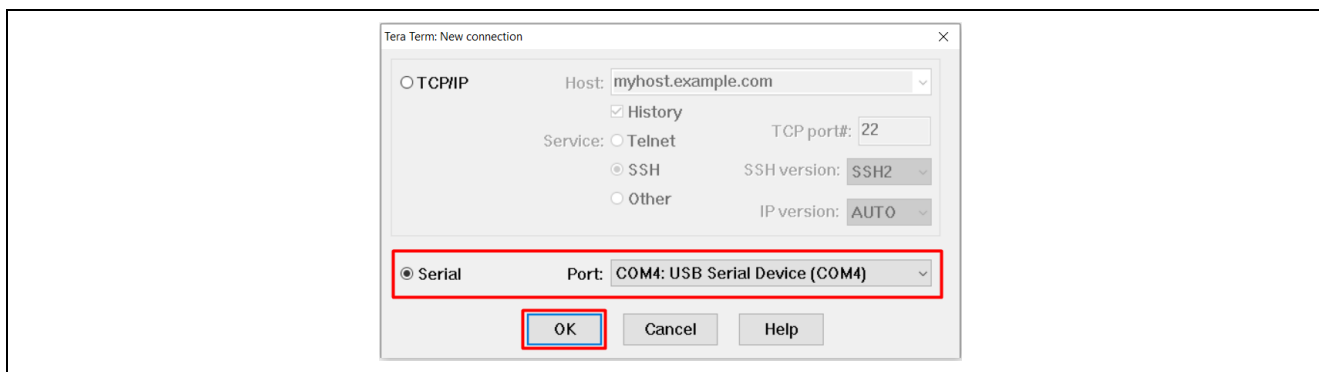 Tera Term: New connection
TCP/IP
Host: myhost.example.com
History
Service: Telnet
TCP port#: 22
SSH
SSH version: SSH2
Other
IP version: AUTO
Serial
Port: COM4: USB Serial Device (COM4)
OK
Cancel
Help